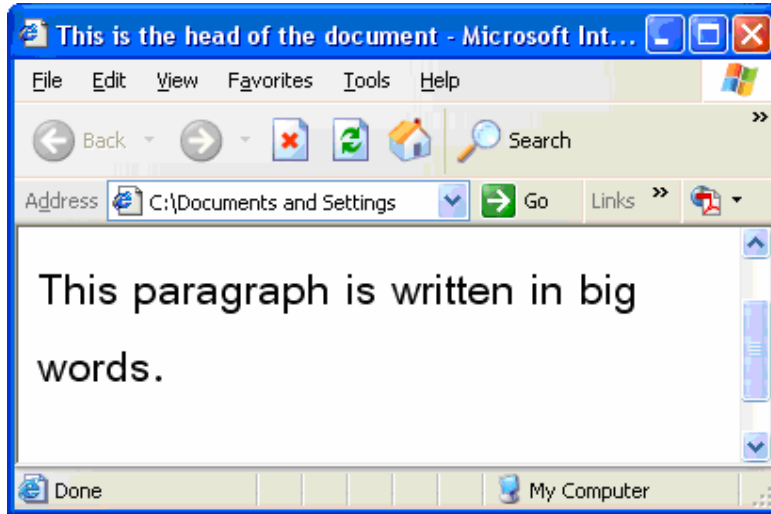 This is the head of the document - Microsoft Int...
File Edit View Favorites Tools Help
Back Search »
Address C:\Documents and Settings Go Links »
This paragraph is written in big
words.
Done My Computer